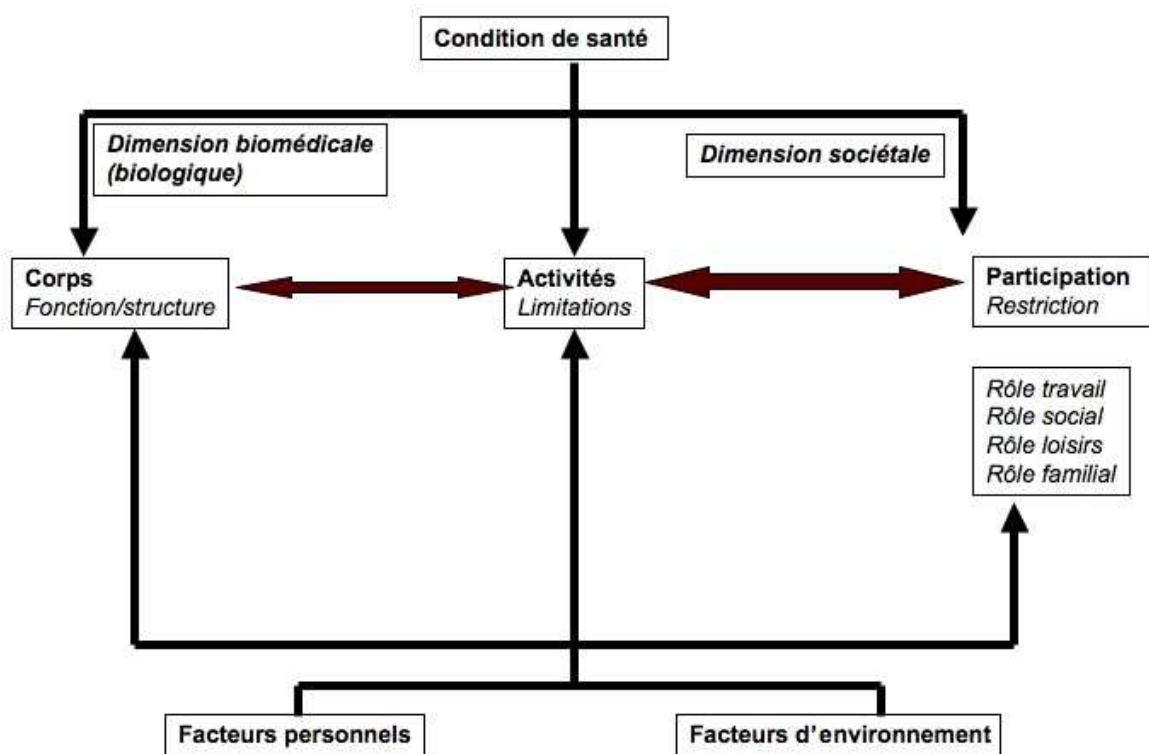 Condition de santé
Dimension biomédicale
(biologique)
Dimension sociétale
Corps
Fonction/structure
Activités
Limitations
Participation
Restriction
Rôle travail
Rôle social
Rôle loisirs
Rôle familial
Facteurs personnels
Facteurs d'environnement